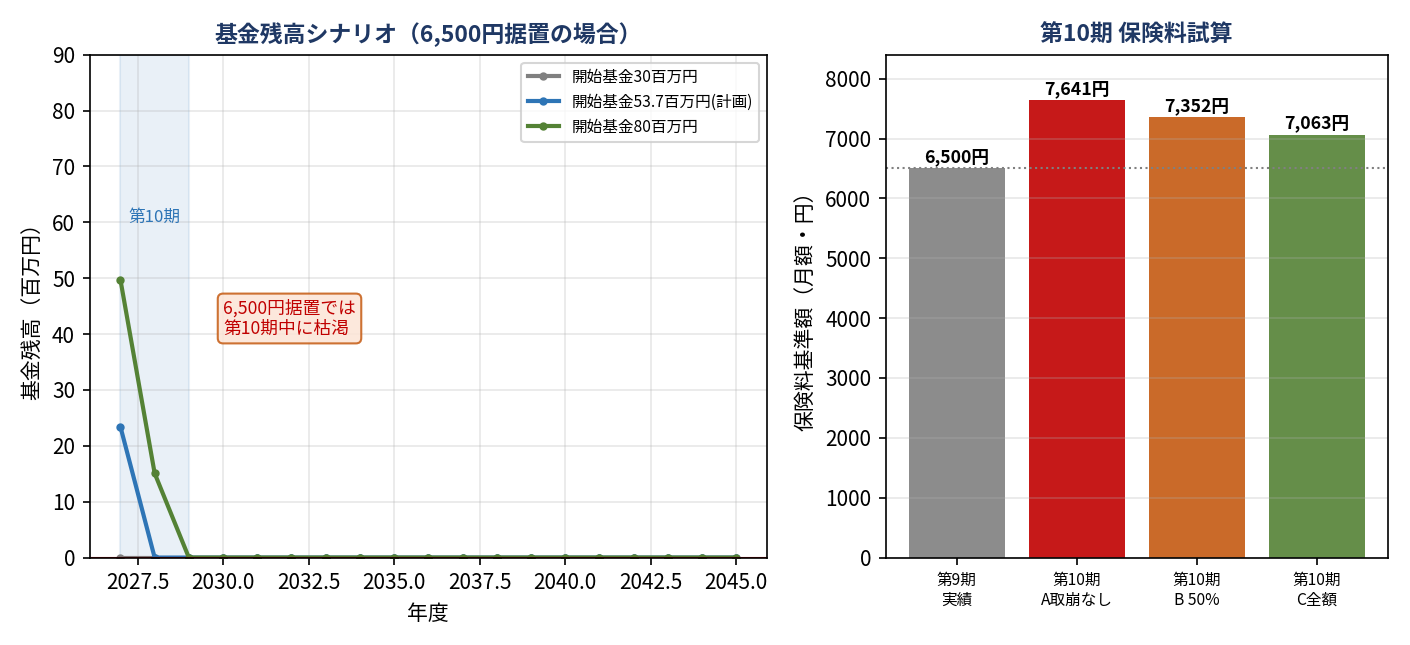 基金残高シナリオ（6,500円据置の場合）
90
80
70
60
50
40
30
20
10
0
基金残高（百万円）
開始基金30百万円
開始基金53.7百万円(計画)
開始基金80百万円
第10期
6,500円据置では
第10期中に枯渇
2027.5 2030.0 2032.5 2035.0 2037.5 2040.0 2042.5 2045.0
年度
第10期 保険料試算
8000
7000
6000
5000
4000
3000
2000
1000
0
保険料基準額（月額・円）
6,500円
7,641円
7,352円
7,063円
第9期
実績
第10期
A取崩なし
第10期
B 50%
第10期
C全額